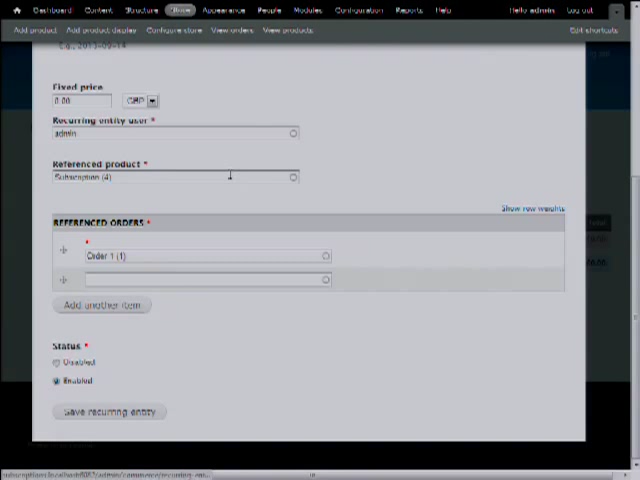 Dashboard Content Structure Store Appearance People Modules Configuration Reports Help Hello admin Log out
Add product Add product display Configure store View orders View products Edit shortcuts
E.g., 2013-09-14
Fixed price
0.00 GBP
Recurring entity user *
admin
Referenced product *
Subscription (4)
Show row weights
REFERENCED ORDERS *
*
Order 1 (1)
Add another item
Status *
Disabled
Enabled
Save recurring entity